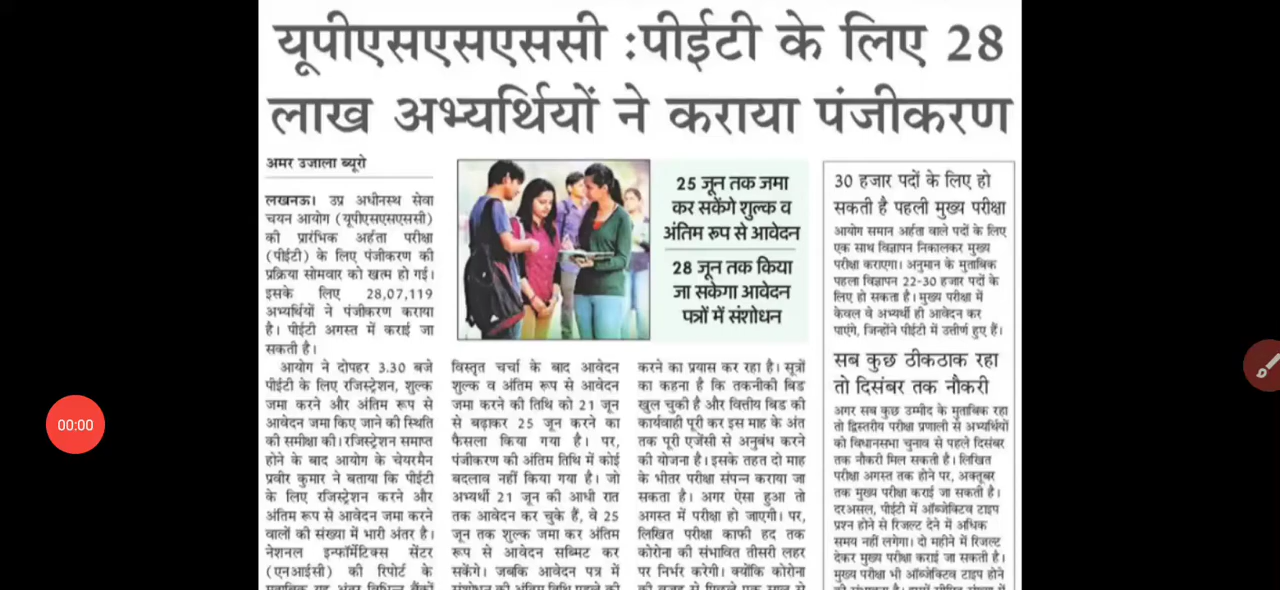 यूपीएसएसएससी :पीईटी के लिए 28
लाख अभ्यर्थियों ने कराया पंजीकरण
अमर उजाला ब्यूरो
लखनऊ। उप्र अधीनस्थ सेवा
चयन आयोग (यूपीएसएसएससी)
की प्रारंभिक अर्हता परीक्षा
(पीईटी) के लिए पंजीकरण की
प्रक्रिया सोमवार को खत्म हो गई।
इसके लिए 28,07,119
अभ्यर्थियों ने पंजीकरण कराया
है। पीईटी अगस्त में कराई जा
सकती है।
आयोग ने दोपहर 3.30 बजे
पीईटी के लिए रजिस्ट्रेशन, शुल्क
जमा करने और अंतिम रूप से
आवेदन जमा किए जाने की स्थिति
की समीक्षा की। रजिस्ट्रेशन समाप्त
होने के बाद आयोग के चेयरमैन
प्रवीर कुमार ने बताया कि पीईटी
के लिए रजिस्ट्रेशन करने और
अंतिम रूप से आवेदन जमा करने
वालों की संख्या में भारी अंतर है।
नेशनल इन्फॉर्मेटिक्स सेंटर
(एनआईसी) की रिपोर्ट के
25 जून तक जमा
कर सकेंगे शुल्क व
अंतिम रूप से आवेदन
28 जून तक किया
जा सकेगा आवेदन
पत्रों में संशोधन
विस्तृत चर्चा के बाद आवेदन
शुल्क व अंतिम रूप से आवेदन
जमा करने की तिथि को 21 जून
से बढ़ाकर 25 जून करने का
फैसला किया गया है। पर,
पंजीकरण की अंतिम तिथि में कोई
बदलाव नहीं किया गया है। जो
अभ्यर्थी 21 जून की आधी रात
तक आवेदन कर चुके हैं, वे 25
जून तक शुल्क जमा कर अंतिम
रूप से आवेदन सब्मिट कर
सकेंगे। जबकि आवेदन पत्र में
संशोधन की अंतिम तिथि पहले की
करने का प्रयास कर रहा है। सूत्रों
का कहना है कि तकनीकी बिड
खुल चुकी है और वित्तीय बिड की
कार्यवाही पूरी कर इस माह के अंत
तक पूरी एजेंसी से अनुबंध करने
की योजना है। इसके तहत दो माह
के भीतर परीक्षा संपन्न कराया जा
सकता है। अगर ऐसा हुआ तो
अगस्त में परीक्षा हो जाएगी। पर,
लिखित परीक्षा काफी हद तक
कोरोना की संभावित तीसरी लहर
पर निर्भर करेगी। क्योंकि कोरोना
की वजह से पिछले एक साल से
30 हजार पदों के लिए हो
सकती है पहली मुख्य परीक्षा
आयोग समान अर्हता वाले पदों के लिए
एक साथ विज्ञापन निकालकर मुख्य
परीक्षा कराएगा। अनुमान के मुताबिक
पहला विज्ञापन 22-30 हजार पदों के
लिए हो सकता है। मुख्य परीक्षा में
केवल वे अभ्यर्थी ही आवेदन कर
पाएंगे, जिन्होंने पीईटी में उत्तीर्ण हुए हैं।
सब कुछ ठीकठाक रहा
तो दिसंबर तक नौकरी
अगर सब कुछ उम्मीद के मुताबिक रहा
तो द्विस्तरीय परीक्षा प्रणाली से अभ्यर्थियों
को विधानसभा चुनाव से पहले दिसंबर
तक नौकरी मिल सकती है। लिखित
परीक्षा अगस्त तक होने पर, अक्तूबर
तक मुख्य परीक्षा कराई जा सकती है।
दरअसल, पीईटी में ऑब्जेक्टिव टाइप
प्रश्न होने से रिजल्ट देने में अधिक
समय नहीं लगेगा। दो महीने में रिजल्ट
देकर मुख्य परीक्षा कराई जा सकती है।
मुख्य परीक्षा भी ऑब्जेक्टिव टाइप होने
00:00